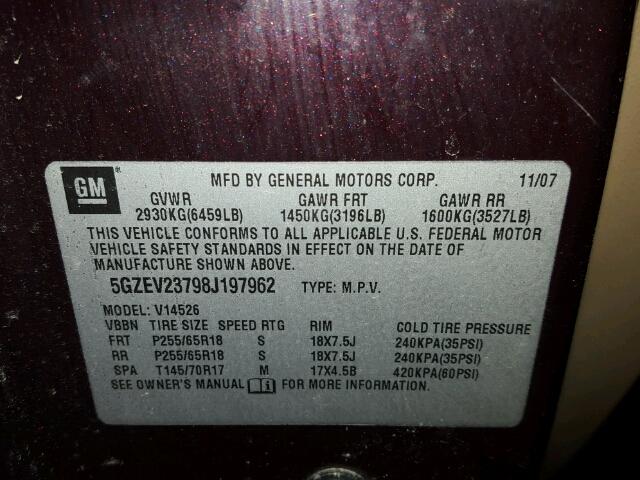 GM MFD BY GENERAL MOTORS CORP. 11/07
GVWR GAWR FRT GAWR RR
2930KG(6459LB) 1450KG(3196LB) 1600KG(3527LB)
THIS VEHICLE CONFORMS TO ALL APPLICABLE U.S. FEDERAL MOTOR
VEHICLE SAFETY STANDARDS IN EFFECT ON THE DATE OF
MANUFACTURE SHOWN ABOVE.
5GZEV23798J197962 TYPE: M.P.V.
MODEL: V14526
VBBN TIRE SIZE SPEED RTG RIM COLD TIRE PRESSURE
FRT P255/65R18 S 18X7.5J 240KPA(35PSI)
RR P255/65R18 S 18X7.5J 240KPA(35PSI)
SPA T145/70R17 M 17X4.5B 420KPA(60PSI)
SEE OWNER'S MANUAL FOR MORE INFORMATION.